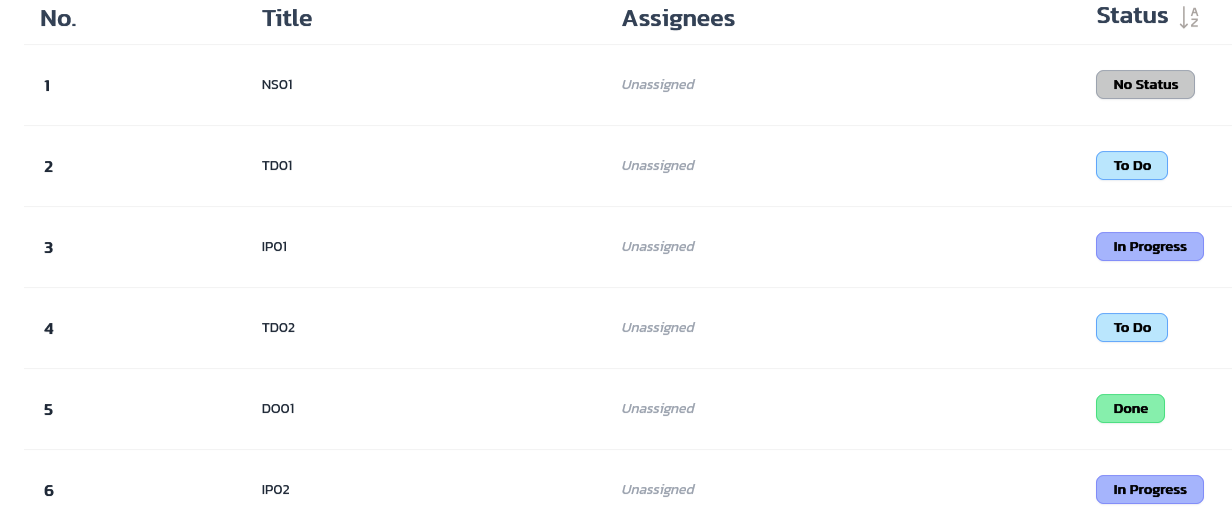 No. Title Assignees Status
1 NS01 Unassigned No Status
2 TD01 Unassigned To Do
3 IP01 Unassigned In Progress
4 TD02 Unassigned To Do
5 DO01 Unassigned Done
6 IP02 Unassigned In Progress